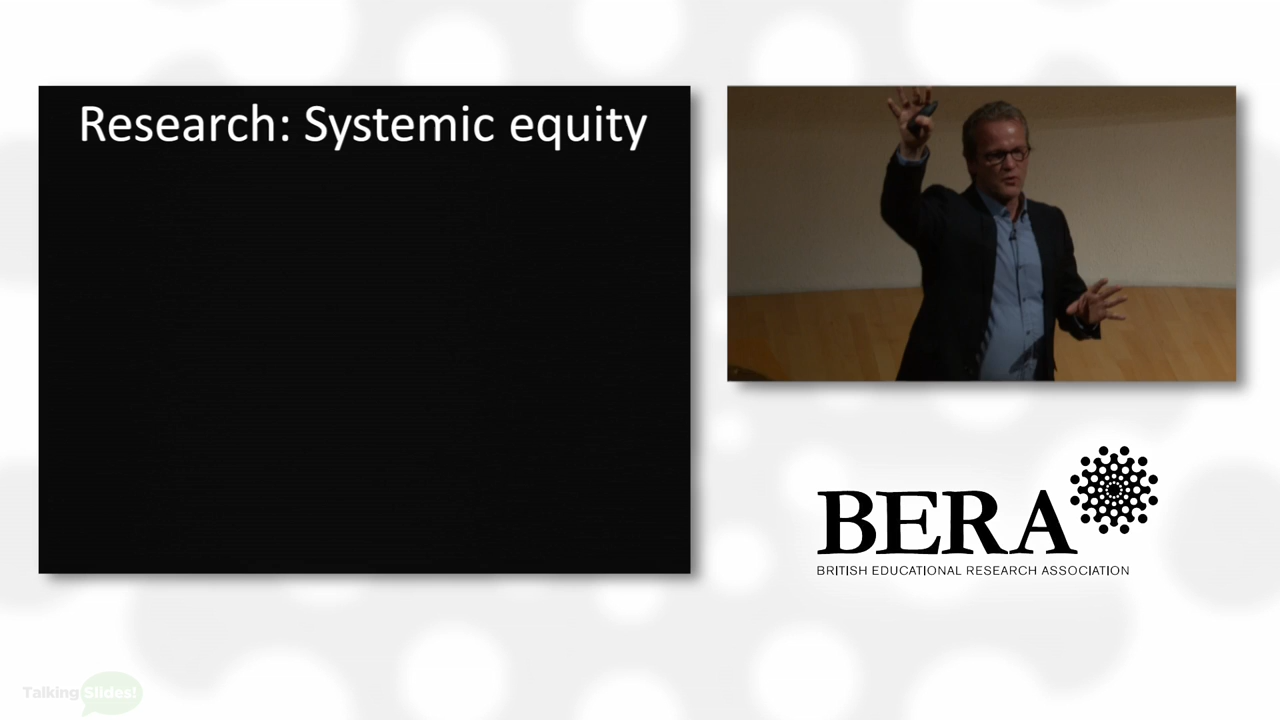 Research: Systemic equity
BERA
BRITISH EDUCATIONAL RESEARCH ASSOCIATION
Talking Slides!